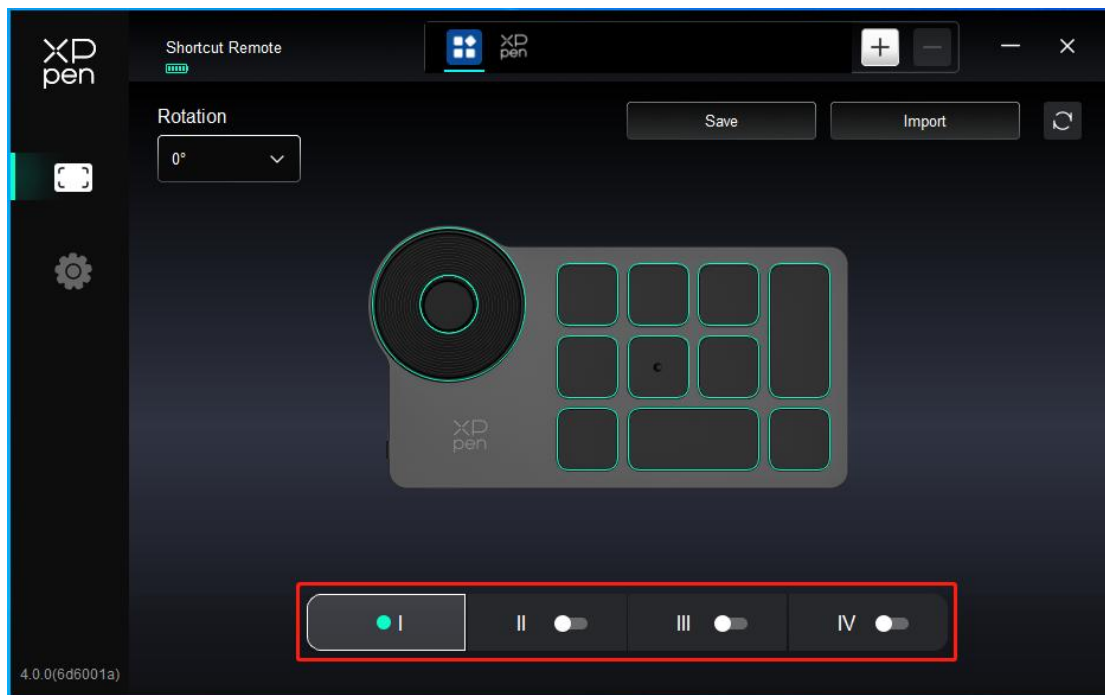 XP
pen
Shortcut Remote
XP
pen
Rotation
0°
Save
Import
XP
pen
I
II
III
IV
4.0.0(6d6001a)